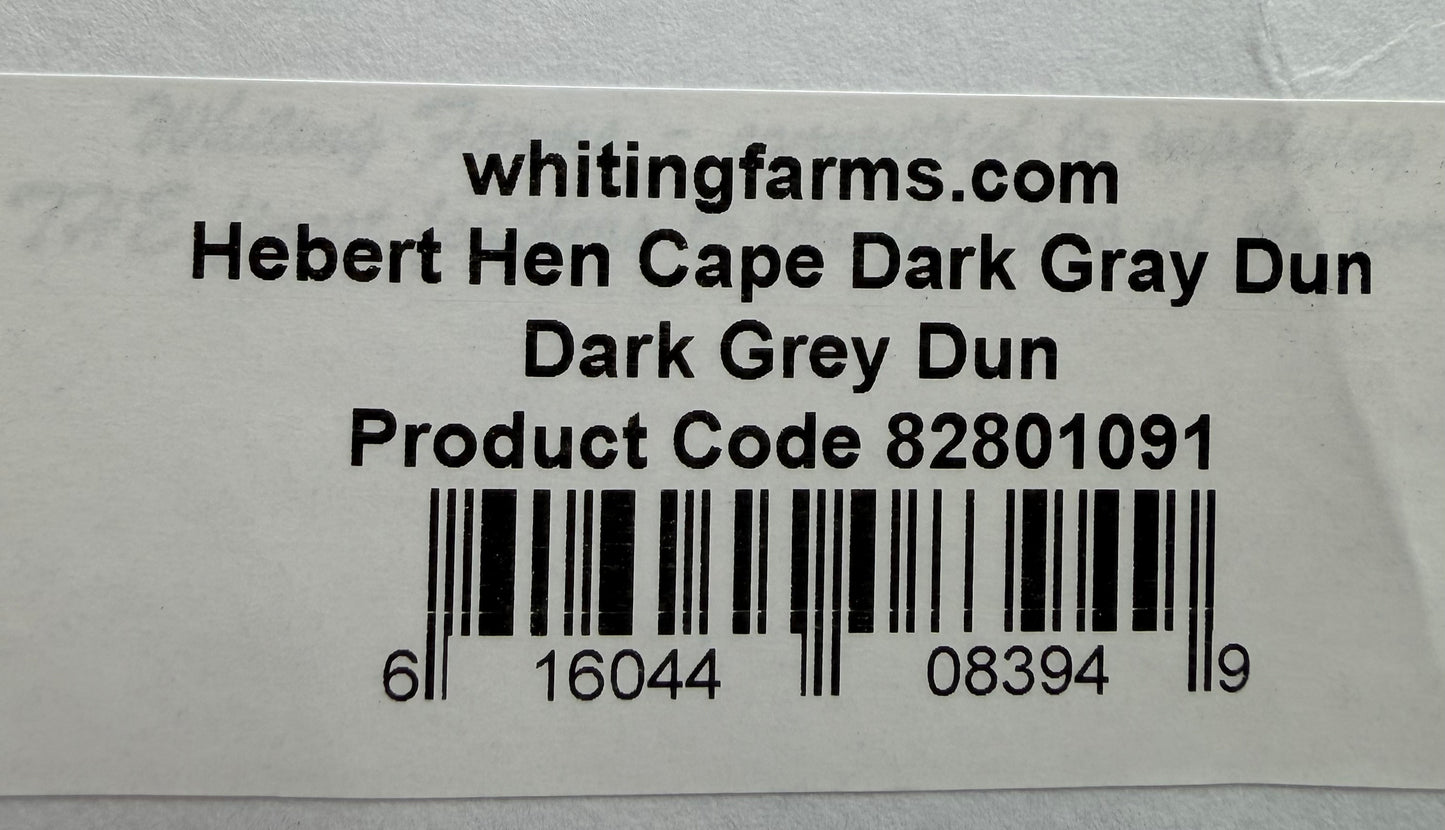 whitingfarms.com
Hebert Hen Cape Dark Gray Dun
Dark Grey Dun
Product Code 82801091
6 16044 08394 9